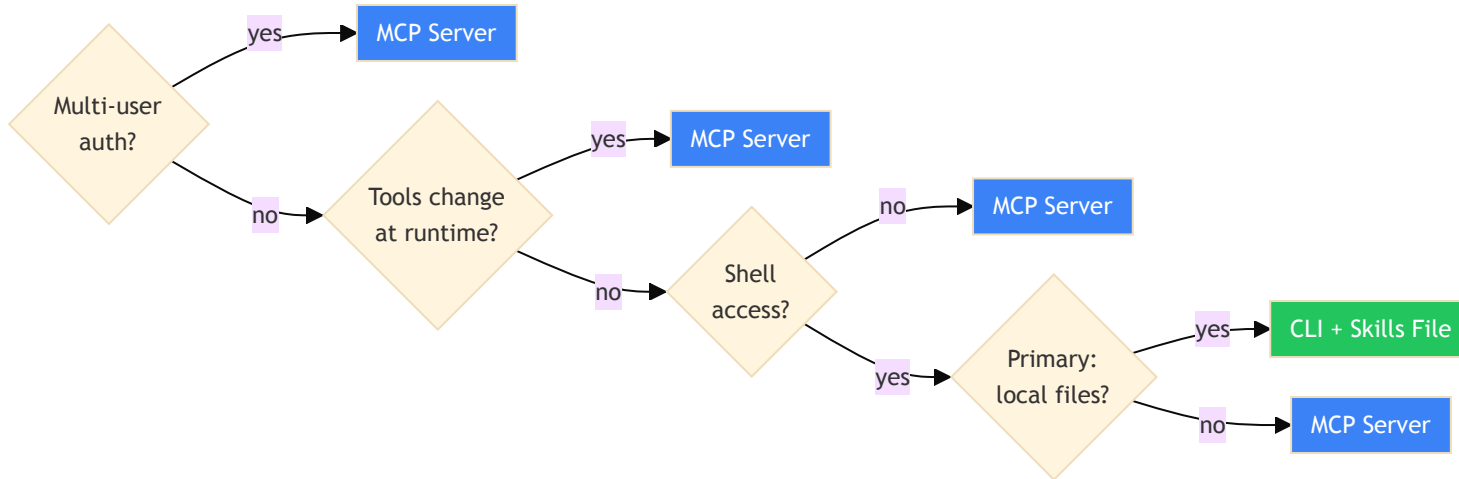 Multi-user
auth?
yes
MCP Server
no
Tools change
at runtime?
yes
MCP Server
no
Shell
access?
no
MCP Server
yes
Primary:
local files?
yes
CLI + Skills File
no
MCP Server